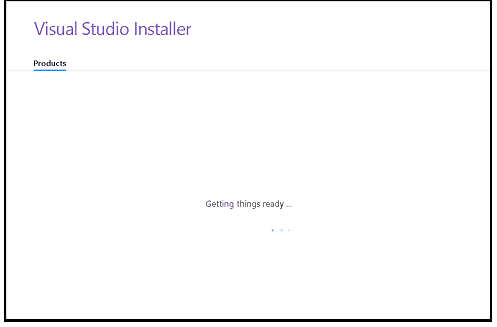 Visual Studio Installer
Products
Getting things ready ...